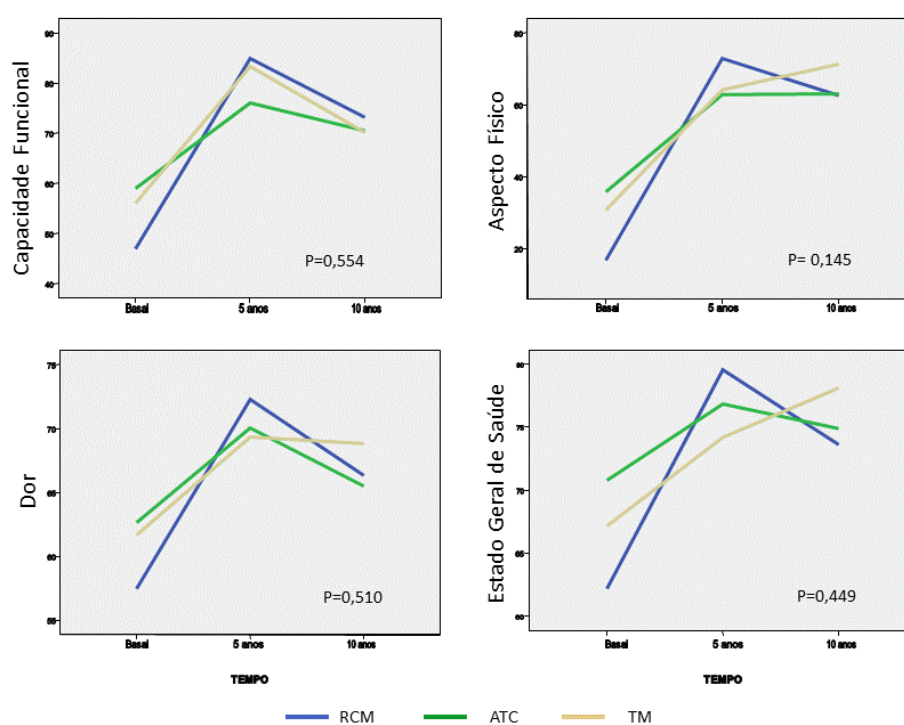 90
80
70
60
50
40
Capacidade Funcional
P=0,554
Basal 5 anos 10 anos
80
60
40
20
Aspecto Físico
P= 0,145
Basal 5 anos 10 anos
75
70
65
60
55
Dor
P=0,510
Basal 5 anos 10 anos
TEMPO
80
75
70
65
60
Estado Geral de Saúde
P=0,449
Basal 5 anos 10 anos
TEMPO
RCM ATC TM